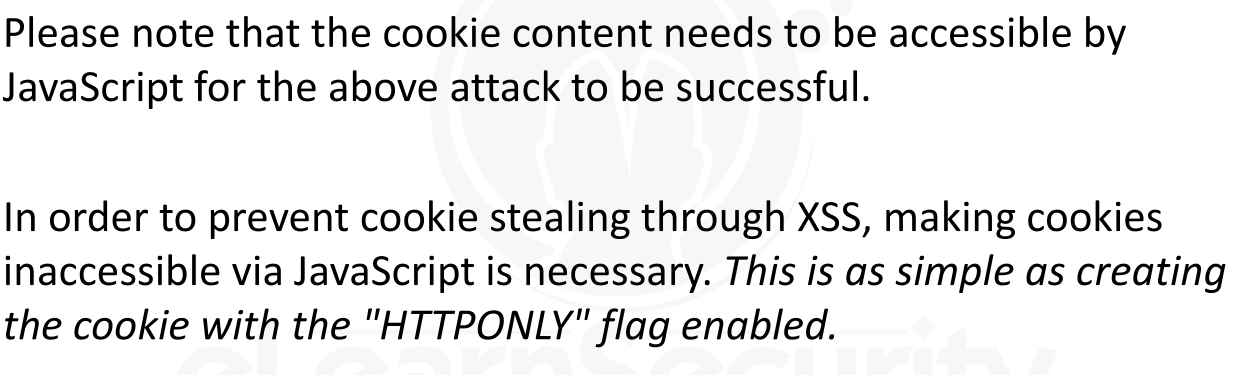 Please note that the cookie content needs to be accessible by
JavaScript for the above attack to be successful.
In order to prevent cookie stealing through XSS, making cookies
inaccessible via JavaScript is necessary. This is as simple as creating
the cookie with the "HTTPONLY" flag enabled.
eLearnSecurity